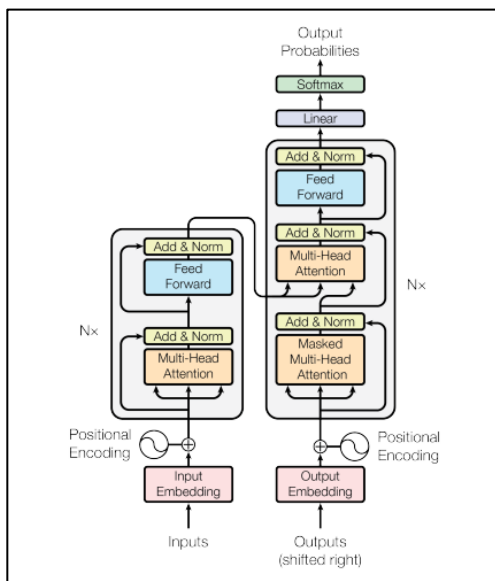 Output
Probabilities
Softmax
Linear
Add & Norm
Feed
Forward
Add & Norm
Multi-Head
Attention
Add & Norm
Masked
Multi-Head
Attention
Nx
Add & Norm
Feed
Forward
Add & Norm
Multi-Head
Attention
Nx
Positional
Encoding
Positional
Encoding
Input
Embedding
Output
Embedding
Inputs
Outputs
(shifted right)